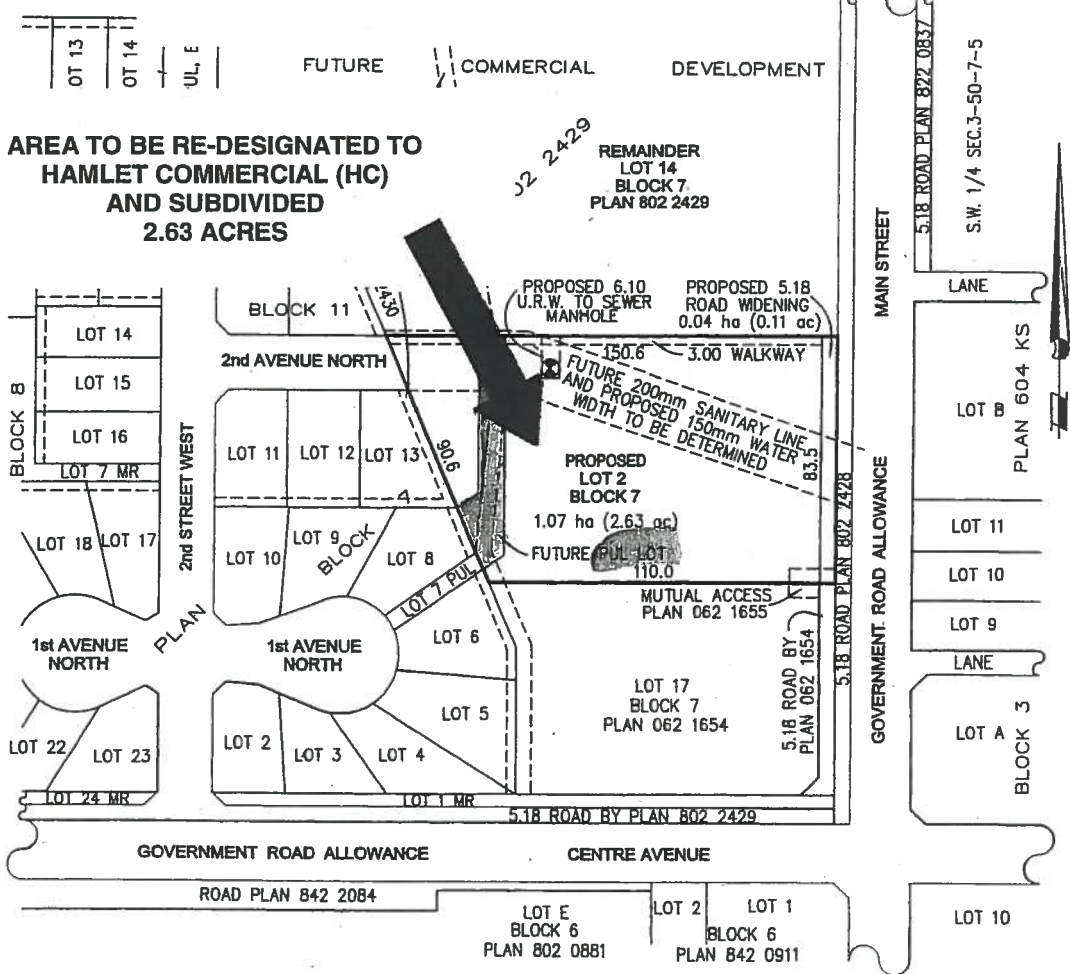 OT 13
OT 14
UL, E
FUTURE
COMMERCIAL
DEVELOPMENT
AREA TO BE RE-DESIGNATED TO
HAMLET COMMERCIAL (HC)
AND SUBDIVIDED
2.63 ACRES
J2 2429
REMAINDER
LOT 14
BLOCK 7
PLAN 802 2429
5.18 ROAD PLAN 822 0837
S.W. 1/4 SEC.3-50-7-5
MAIN STREET
LANE
BLOCK 8
LOT 14
LOT 15
LOT 16
LOT 7 MR
LOT 18
LOT 17
BLOCK 11
2nd AVENUE NORTH
2nd STREET WEST
PROPOSED 6.10
U.R.W. TO SEWER
MANHOLE
PROPOSED 5.18
ROAD WIDENING
0.04 ha (0.11 ac)
150.6
3.00 WALKWAY
FUTURE 200mm SANITARY LINE
AND PROPOSED 150mm WATER
WIDTH TO BE DETERMINED
83.5
90.6
LOT 11
LOT 12
LOT 13
LOT 10
LOT 9
BLOCK
LOT 8
LOT 7 PUL
LOT 6
LOT 5
PLAN
PROPOSED
LOT 2
BLOCK 7
1.07 ha (2.63 ac)
FUTURE PUL LOT
110.0
MUTUAL ACCESS
PLAN 062 1655
5.18 ROAD PLAN 802 2428
GOVERNMENT ROAD ALLOWANCE
LOT B
PLAN 604 KS
LOT 11
LOT 10
LOT 9
LANE
LOT A
BLOCK 3
1st AVENUE
NORTH
1st AVENUE
NORTH
LOT 22
LOT 23
LOT 2
LOT 3
LOT 4
LOT 17
BLOCK 7
PLAN 062 1654
5.18 ROAD BY
PLAN 062 1654
LOT 24 MR
LOT 1 MR
5.18 ROAD BY PLAN 802 2429
GOVERNMENT ROAD ALLOWANCE
CENTRE AVENUE
ROAD PLAN 842 2084
LOT E
BLOCK 6
PLAN 802 0881
LOT 2
LOT 1
BLOCK 6
PLAN 842 0911
LOT 10